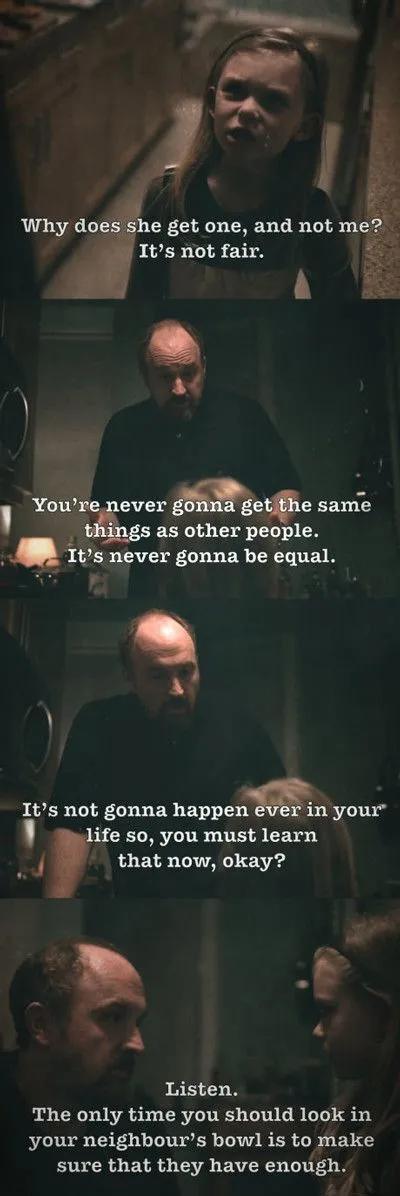 Why does she get one, and not me?
It's not fair.
You're never gonna get the same
things as other people.
It's never gonna be equal.
It's not gonna happen ever in your
life so, you must learn
that now, okay?
Listen.
The only time you should look in
your neighbour's bowl is to make
sure that they have enough.